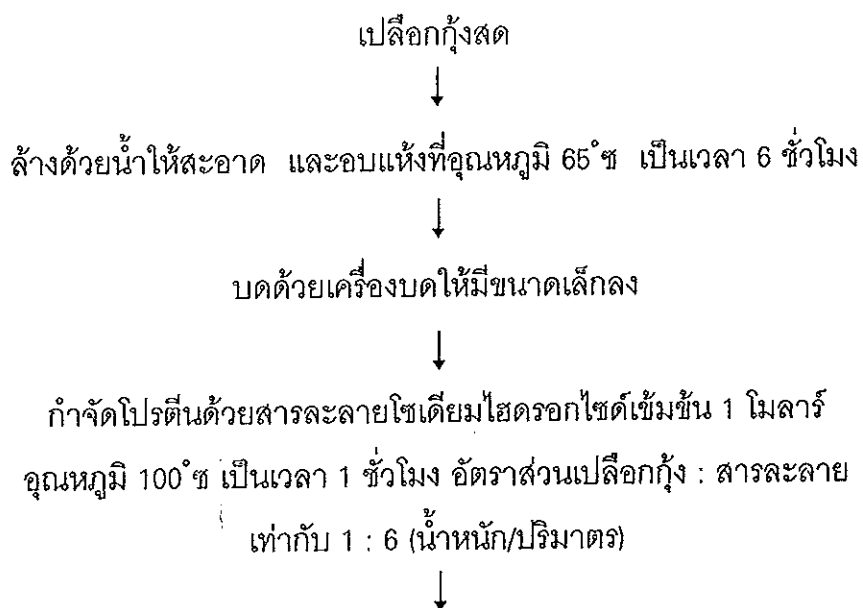 เปลือกกุ้งสด
ล้างด้วยน้ำให้สะอาด และอบแห้งที่อุณหภูมิ 65°ซ เป็นเวลา 6 ชั่วโมง
บดด้วยเครื่องบดให้มีขนาดเล็กลง
กำจัดโปรตีนด้วยสารละลายโซเดียมไฮดรอกไซด์เข้มข้น 1 โมลาร์
อุณหภูมิ 100°ซ เป็นเวลา 1 ชั่วโมง อัตราส่วนเปลือกกุ้ง : สารละลาย
เท่ากับ 1 : 6 (น้ำหนัก/ปริมาตร)